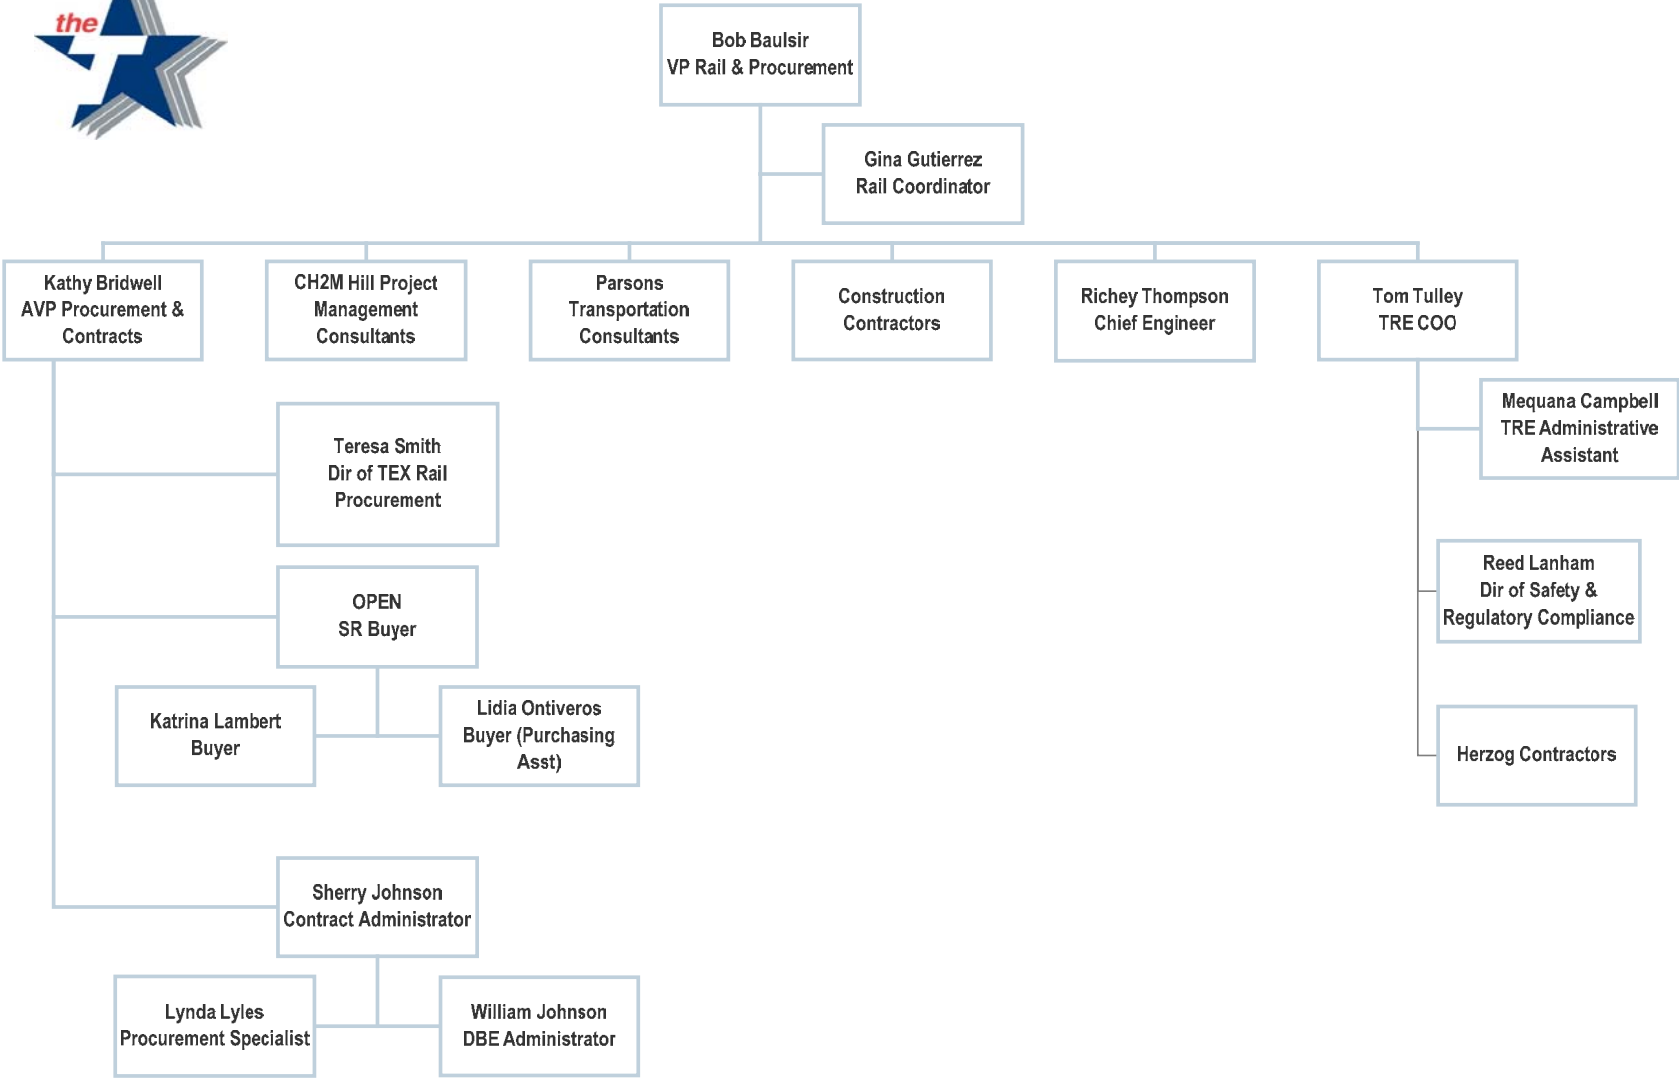 the
T
Bob Baulsir
VP Rail & Procurement
Gina Gutierrez
Rail Coordinator
Kathy Bridwell
AVP Procurement &
Contracts
CH2M Hill Project
Management
Consultants
Parsons
Transportation
Consultants
Construction
Contractors
Richey Thompson
Chief Engineer
Tom Tulley
TRE COO
Mequana Campbell
TRE Administrative
Assistant
Teresa Smith
Dir of TEX Rail
Procurement
Reed Lanham
Dir of Safety &
Regulatory Compliance
OPEN
SR Buyer
Katrina Lambert
Buyer
Lidia Ontiveros
Buyer (Purchasing
Asst)
Herzog Contractors
Sherry Johnson
Contract Administrator
Lynda Lyles
Procurement Specialist
William Johnson
DBE Administrator